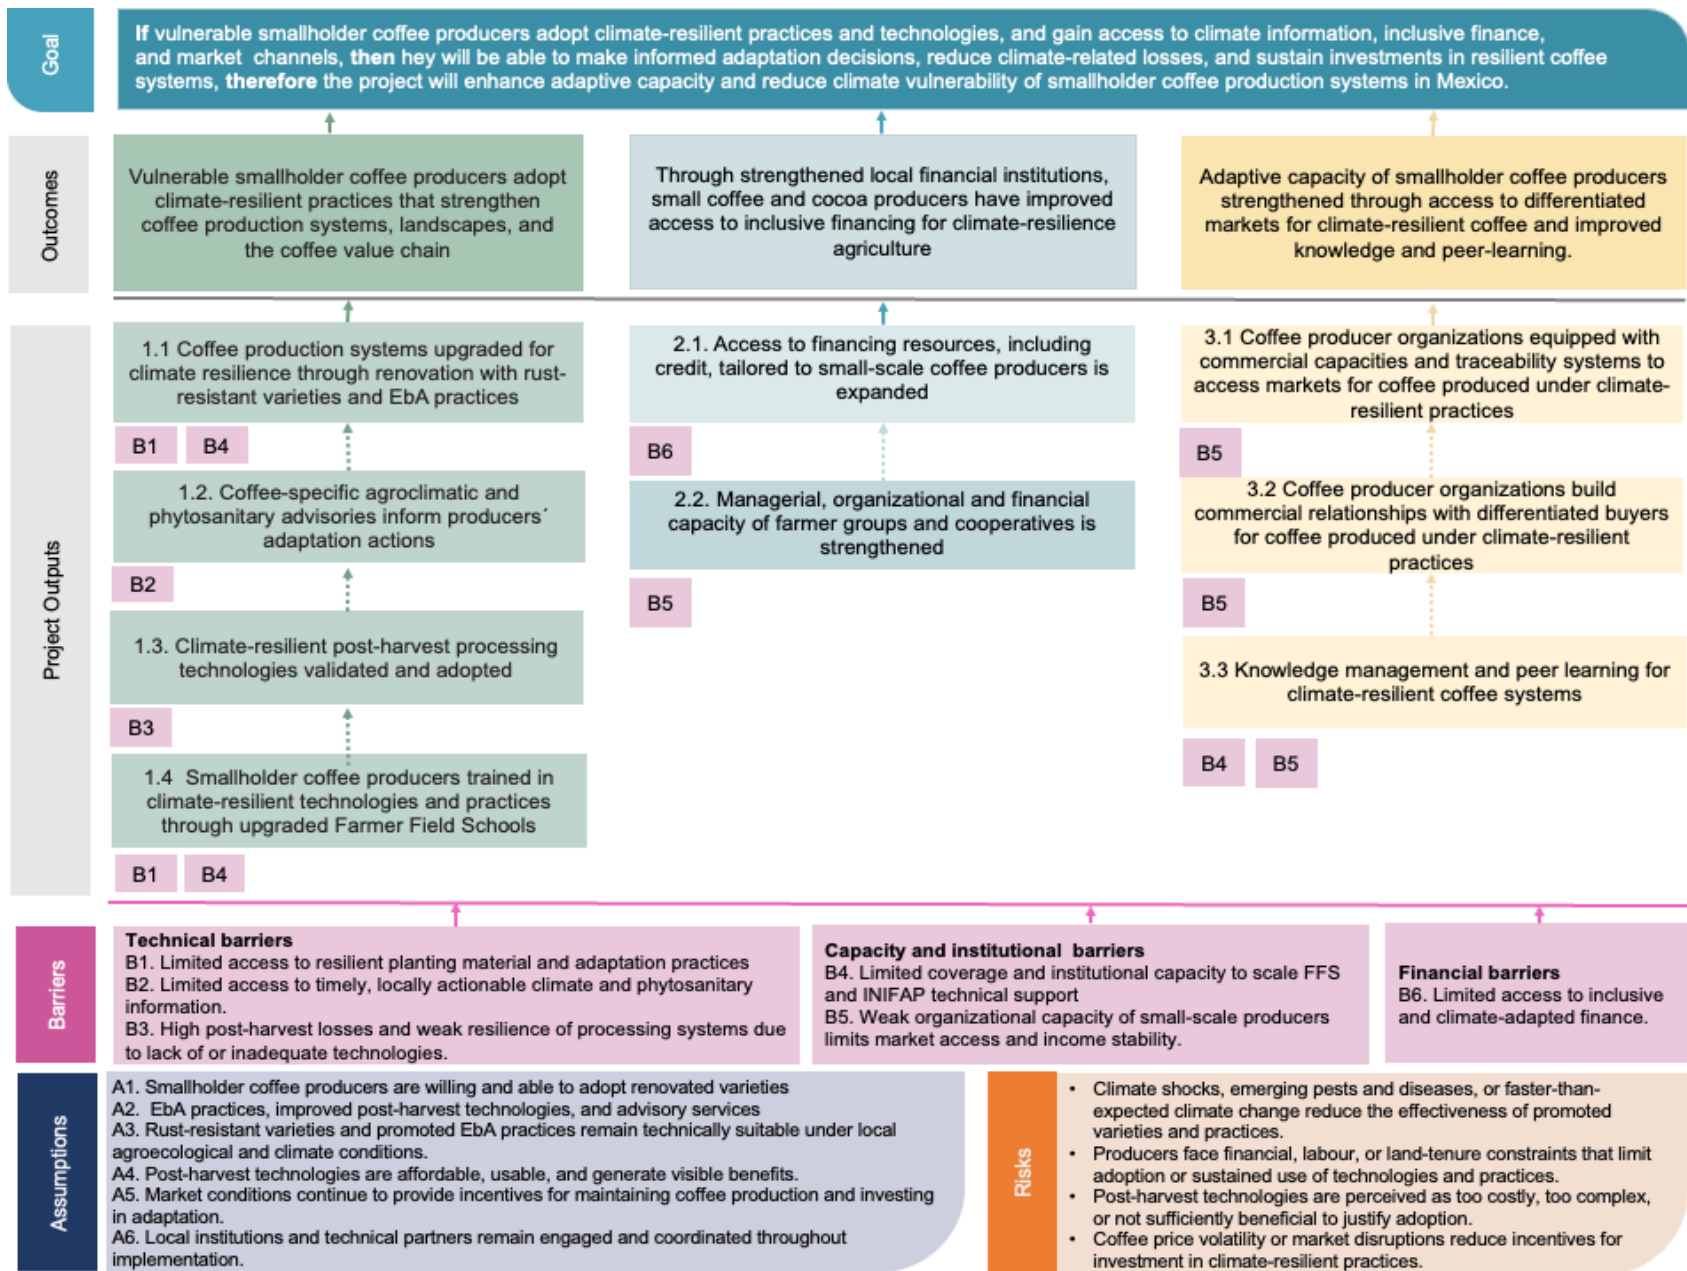 Goal
If vulnerable smallholder coffee producers adopt climate-resilient practices and technologies, and gain access to climate information, inclusive finance,
and market channels, then hey will be able to make informed adaptation decisions, reduce climate-related losses, and sustain investments in resilient coffee
systems, therefore the project will enhance adaptive capacity and reduce climate vulnerability of smallholder coffee production systems in Mexico.
Outcomes
Vulnerable smallholder coffee producers adopt
climate-resilient practices that strengthen
coffee production systems, landscapes, and
the coffee value chain
Through strengthened local financial institutions,
small coffee and cocoa producers have improved
access to inclusive financing for climate-resilience
agriculture
Adaptive capacity of smallholder coffee producers
strengthened through access to differentiated
markets for climate-resilient coffee and improved
knowledge and peer-learning.
Project Outputs
1.1 Coffee production systems upgraded for
climate resilience through renovation with rust-
resistant varieties and EbA practices
B1
B4
1.2. Coffee-specific agroclimatic and
phytosanitary advisories inform producers´
adaptation actions
B2
1.3. Climate-resilient post-harvest processing
technologies validated and adopted
B3
1.4 Smallholder coffee producers trained in
climate-resilient technologies and practices
through upgraded Farmer Field Schools
B1
B4
2.1. Access to financing resources, including
credit, tailored to small-scale coffee producers is
expanded
B6
2.2. Managerial, organizational and financial
capacity of farmer groups and cooperatives is
strengthened
B5
3.1 Coffee producer organizations equipped with
commercial capacities and traceability systems to
access markets for coffee produced under climate-
resilient practices
B5
3.2 Coffee producer organizations build
commercial relationships with differentiated buyers
for coffee produced under climate-resilient
practices
B5
3.3 Knowledge management and peer learning for
climate-resilient coffee systems
B4
B5
Barriers
Technical barriers
B1. Limited access to resilient planting material and adaptation practices
B2. Limited access to timely, locally actionable climate and phytosanitary
information.
B3. High post-harvest losses and weak resilience of processing systems due
to lack of or inadequate technologies.
Capacity and institutional barriers
B4. Limited coverage and institutional capacity to scale FFS
and INIFAP technical support
B5. Weak organizational capacity of small-scale producers
limits market access and income stability.
Financial barriers
B6. Limited access to inclusive
and climate-adapted finance.
Assumptions
A1. Smallholder coffee producers are willing and able to adopt renovated varieties
A2. EbA practices, improved post-harvest technologies, and advisory services
A3. Rust-resistant varieties and promoted EbA practices remain technically suitable under local
agroecological and climate conditions.
A4. Post-harvest technologies are affordable, usable, and generate visible benefits.
A5. Market conditions continue to provide incentives for maintaining coffee production and investing
in adaptation.
A6. Local institutions and technical partners remain engaged and coordinated throughout
implementation.
Risks
• Climate shocks, emerging pests and diseases, or faster-than-
expected climate change reduce the effectiveness of promoted
varieties and practices.
• Producers face financial, labour, or land-tenure constraints that limit
adoption or sustained use of technologies and practices.
• Post-harvest technologies are perceived as too costly, too complex,
or not sufficiently beneficial to justify adoption.
• Coffee price volatility or market disruptions reduce incentives for
investment in climate-resilient practices.